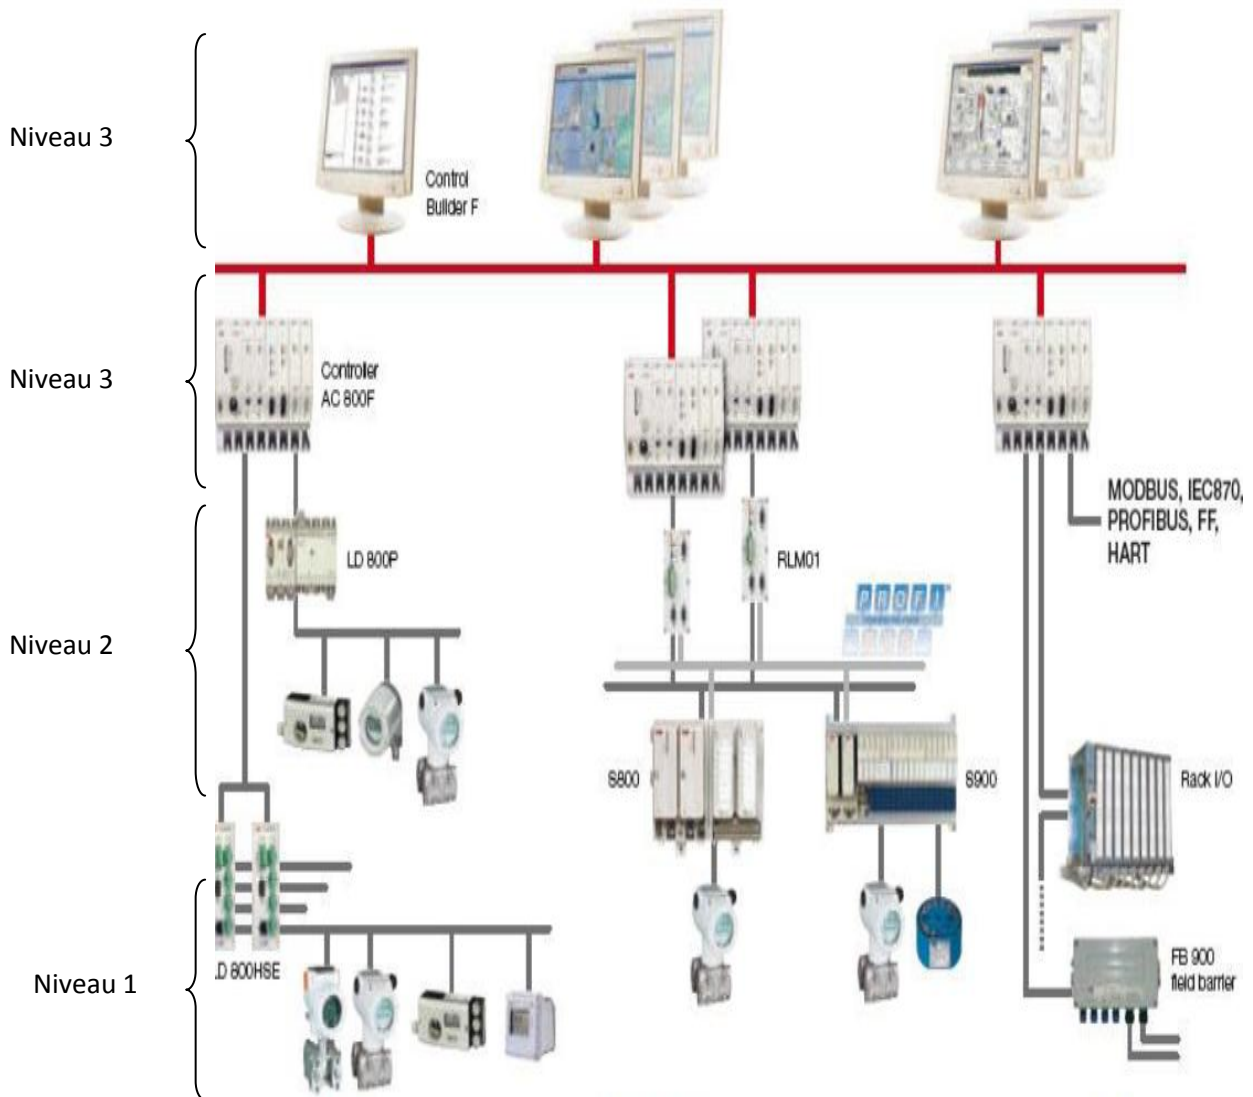 Niveau 3
Control
Builder F
Niveau 3
Controller
AC 800F
MODBUS, IEC870,
PROFIBUS, FF,
HART
LD 800P
RLM01
PROFI
Niveau 2
S800
S900
Rack I/O
LD 800HSE
Niveau 1
FB 900
field barrier